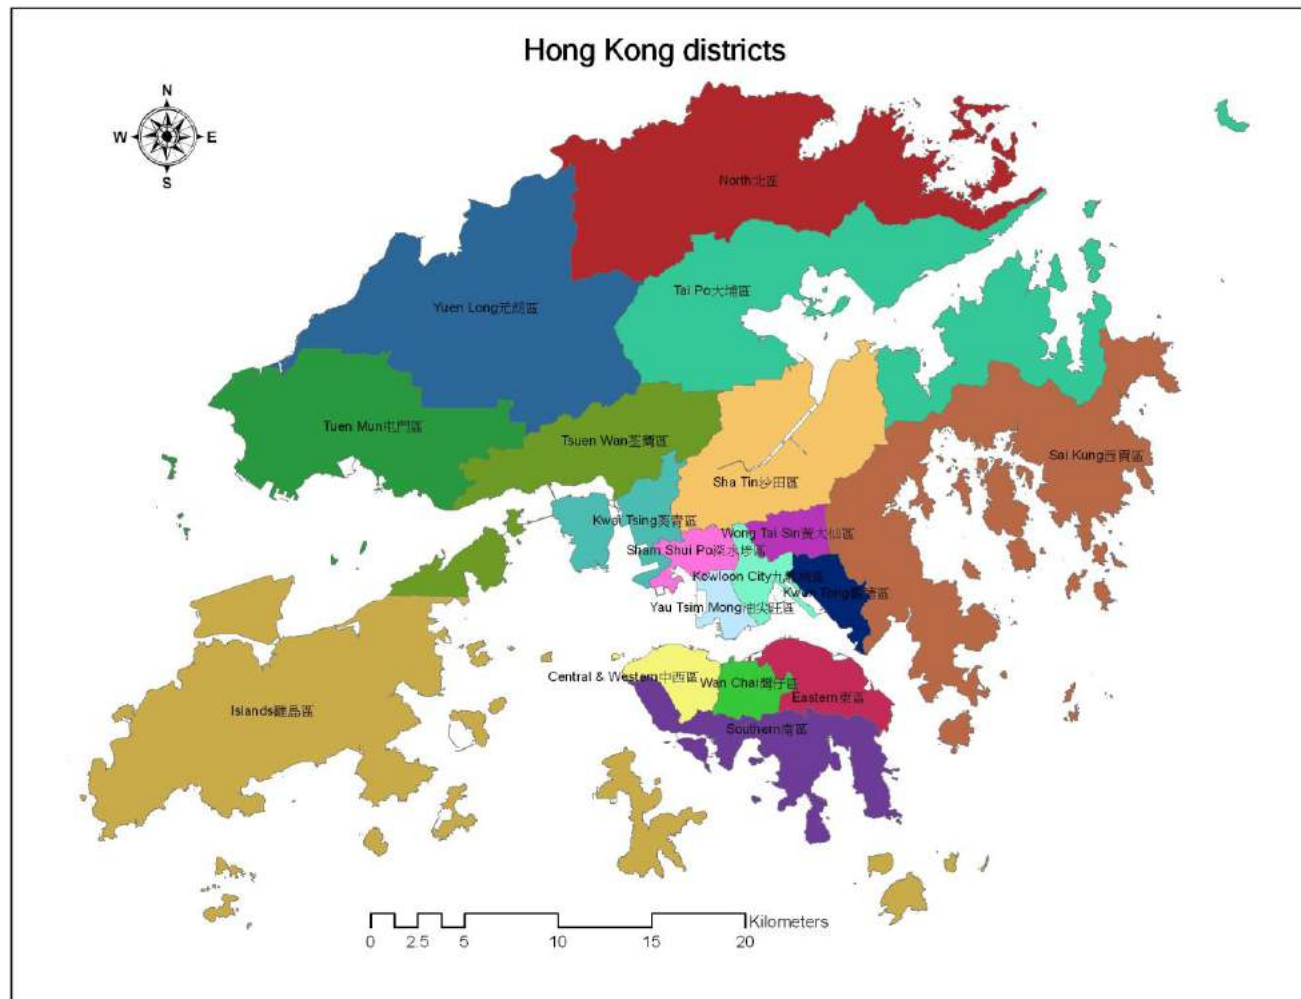 Hong Kong districts
N
W E
S
North北區
Tai Po大埔區
Yuen Long元朗區
Tuen Mun屯門區
Tsuen Wan荃灣區
Sai Kung西貢區
Sha Tin沙田區
Kwai Tsing葵青區
Wong Tai Sin黃大仙區
Sham Shui Po深水埗區
Kowloon City九龍城區
Kwun Tong觀塘區
Yau Tsim Mong油尖旺區
Central & Western中西區
Wan Chai灣仔區
Eastern東區
Islands離島區
Southern南區
Kilometers
0 2.5 5 10 15 20